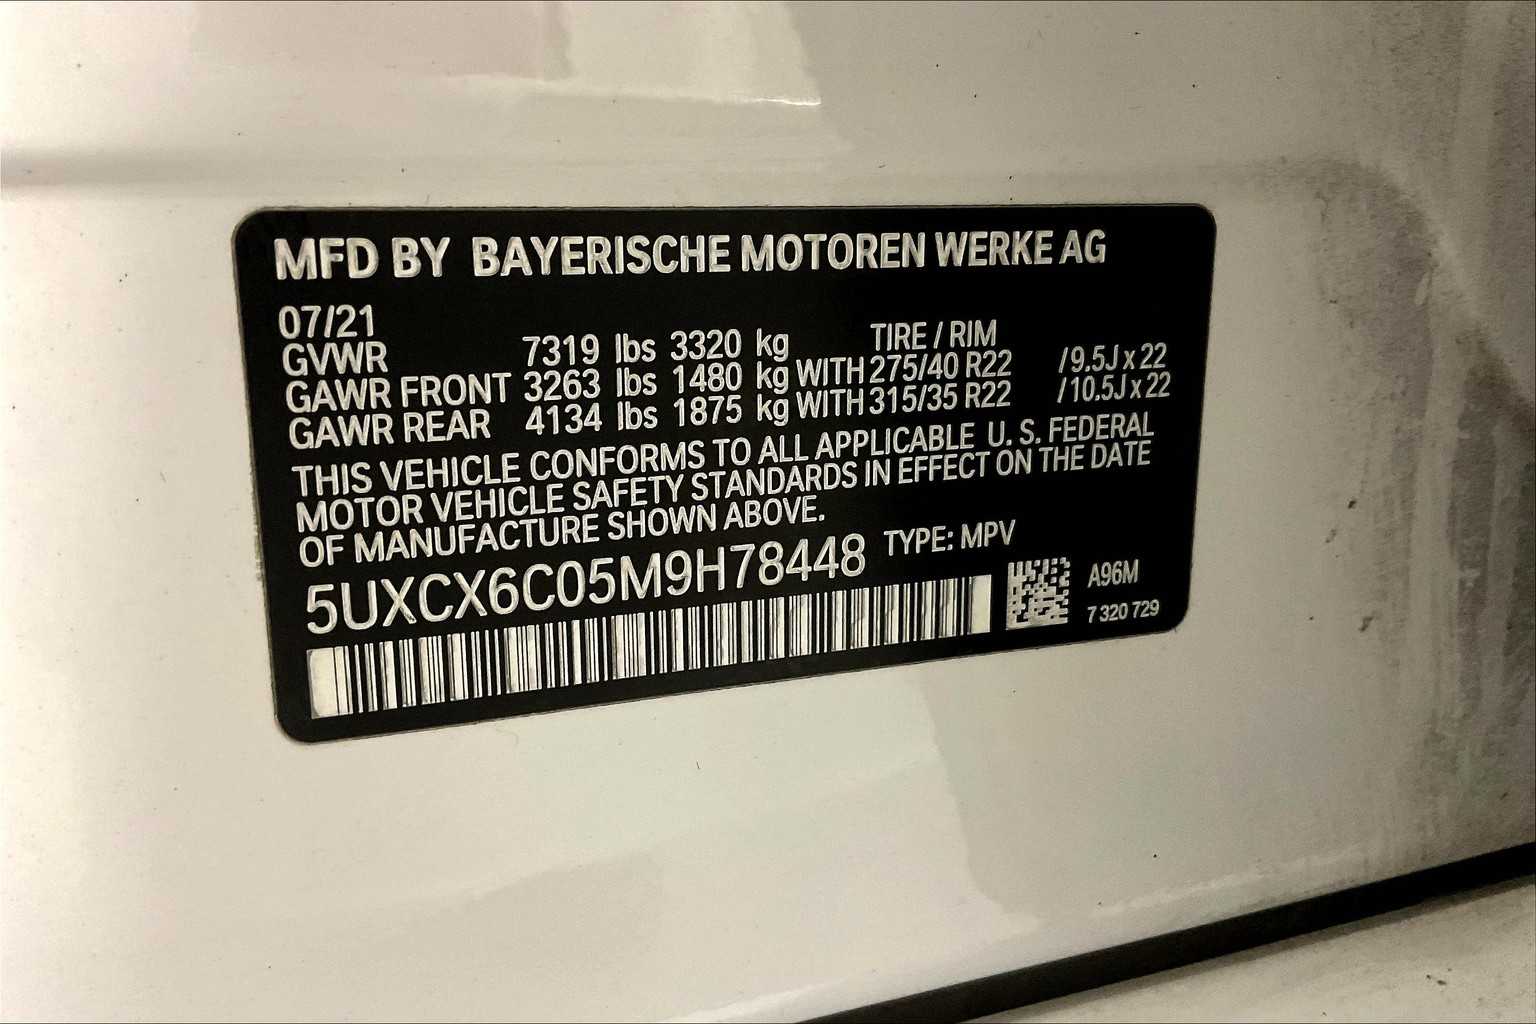 MFD BY BAYERISCHE MOTOREN WERKE AG
07/21 TIRE / RIM
GVWR 7319 lbs 3320 kg
GAWR FRONT 3263 lbs 1480 kg WITH 275/40 R22 /9.5J x 22
GAWR REAR 4134 lbs 1875 kg WITH 315/35 R22 /10.5J x 22
THIS VEHICLE CONFORMS TO ALL APPLICABLE U. S. FEDERAL
MOTOR VEHICLE SAFETY STANDARDS IN EFFECT ON THE DATE
OF MANUFACTURE SHOWN ABOVE.
5UXCX6C05M9H78448 TYPE: MPV
A96M
7 320 729